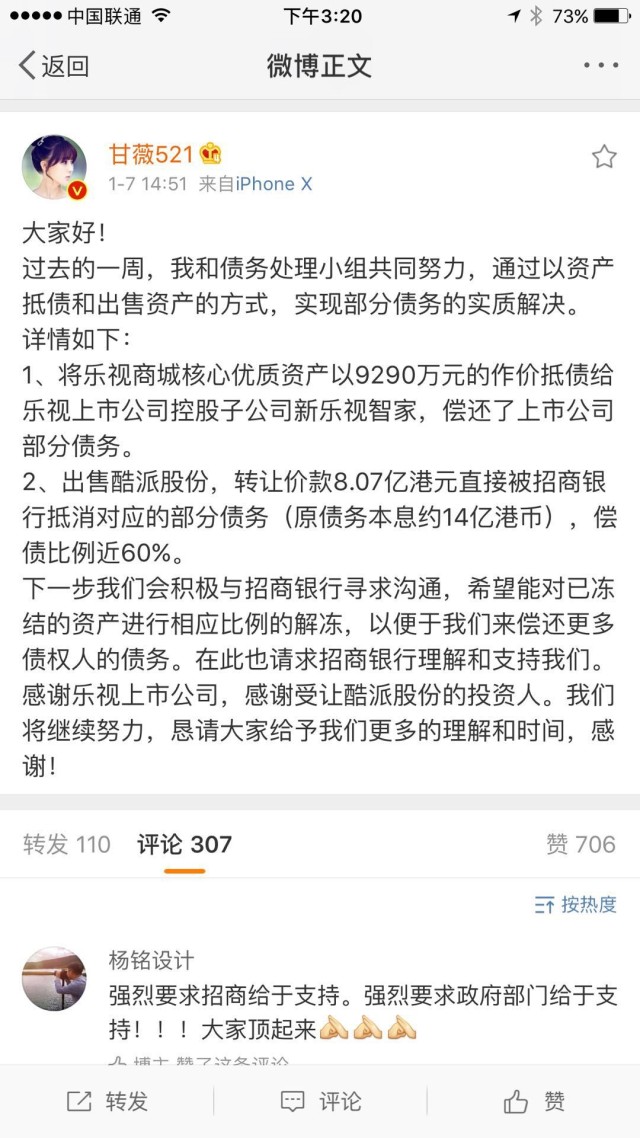 中国联通 下午3:20 73%
返回 微博正文
甘薇521
1-7 14:51 来自iPhone X
大家好！
过去的一周，我和债务处理小组共同努力，通过以资产
抵债和出售资产的方式，实现部分债务的实质解决。
详情如下：
1、将乐视商城核心优质资产以9290万元的作价抵债给
乐视上市公司控股子公司新乐视智家，偿还了上市公司
部分债务。
2、出售酷派股份，转让价款8.07亿港元直接被招商银
行抵消对应的部分债务（原债务本息约14亿港币），偿
债比例近60%。
下一步我们会积极与招商银行寻求沟通，希望能对已冻
结的资产进行相应比例的解冻，以便于我们来偿还更多
债权人的债务。在此也请求招商银行理解和支持我们。
感谢乐视上市公司，感谢受让酷派股份的投资人。我们
将继续努力，恳请大家给予我们更多的理解和时间，感
谢！
转发 110 评论 307 赞 706
按热度
杨铭设计
强烈要求招商给于支持。强烈要求政府部门给于支
持！！！大家顶起来
博主 赞了这条评论
转发 评论 赞